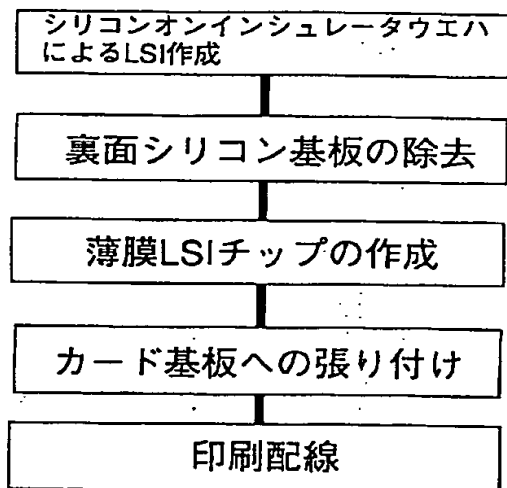 シリコンオンインシュレータウエハ
によるLSI作成
裏面シリコン基板の除去
薄膜LSIチップの作成
カード基板への張り付け
印刷配線